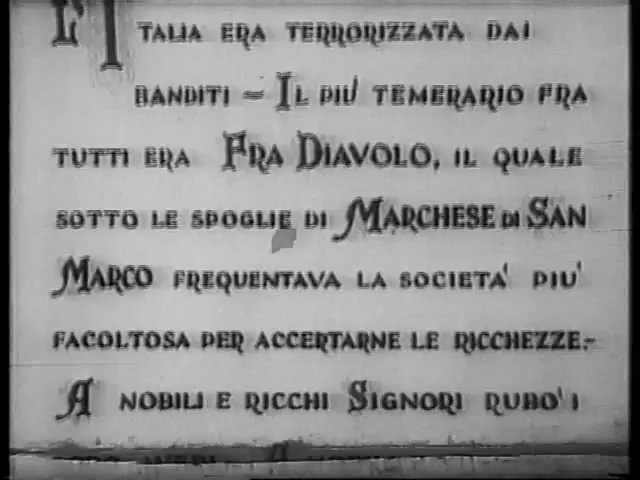 L'ITALIA ERA TERRORIZZATA DAI
BANDITI = IL PIU' TEMERARIO FRA
TUTTI ERA FRA DIAVOLO, IL QUALE
SOTTO LE SPOGLIE DI MARCHESE DI SAN
MARCO FREQUENTAVA LA SOCIETA' PIU'
FACOLTOSA PER ACCERTARNE LE RICCHEZZE.-
A NOBILI E RICCHI SIGNORI RUBO' I